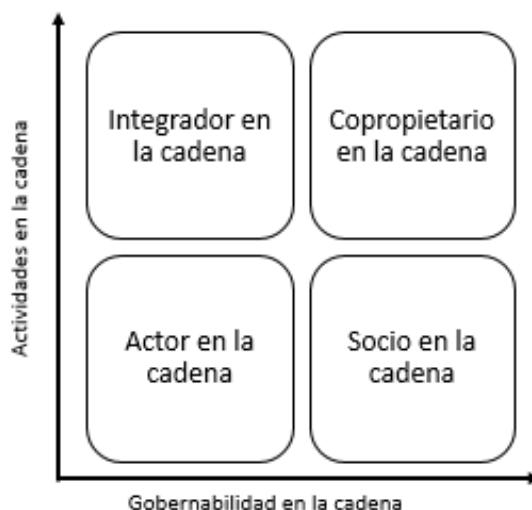 Actividades en la cadena
Integrador en
la cadena
Copropietario
en la cadena
Actor en la
cadena
Socio en la
cadena
Gobernabilidad en la cadena